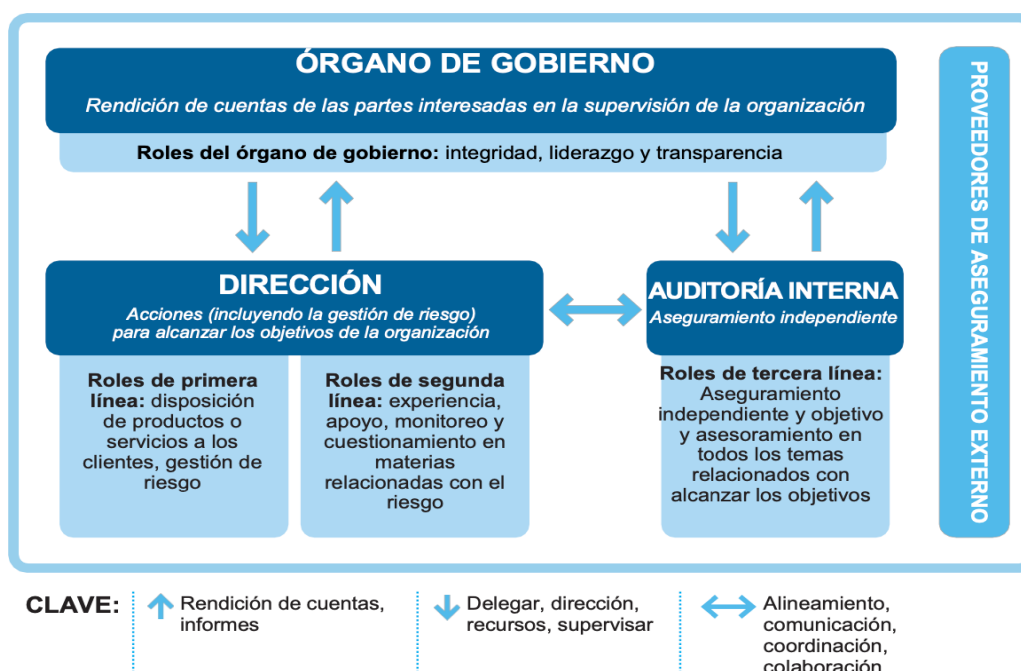 ÓRGANO DE GOBIERNO
Rendición de cuentas de las partes interesadas en la supervisión de la organización
Roles del órgano de gobierno: integridad, liderazgo y transparencia
DIRECCIÓN
Acciones (incluyendo la gestión de riesgo)
para alcanzar los objetivos de la organización
Roles de primera
línea: disposición
de productos o
servicios a los
clientes, gestión de
riesgo
Roles de segunda
línea: experiencia,
apoyo, monitoreo y
cuestionamiento en
materias
relacionadas con el
riesgo
AUDITORÍA INTERNA
Aseguramiento independiente
Roles de tercera línea:
Aseguramiento
independiente y objetivo
y asesoramiento en
todos los temas
relacionados con
alcanzar los objetivos
PROVEEDORES DE ASEGURAMIENTO EXTERNO
CLAVE:
Rendición de cuentas,
informes
Delegar, dirección,
recursos, supervisar
Alineamiento,
comunicación,
coordinación,
colaboración